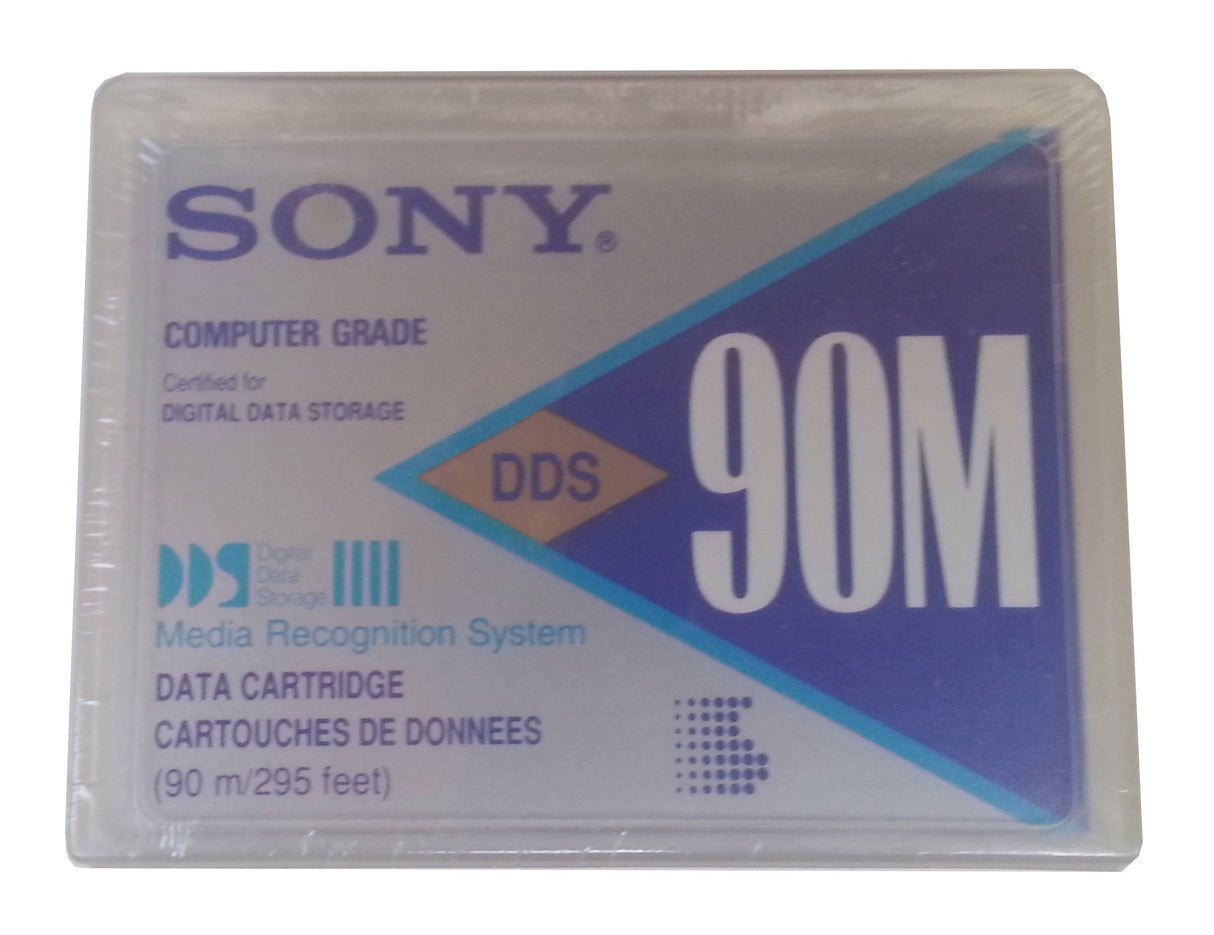 SONY®
COMPUTER GRADE
Certified for
DIGITAL DATA STORAGE
DDS
90M
DDS Digital
Data
Storage
Media Recognition System
DATA CARTRIDGE
CARTOUCHES DE DONNEES
(90 m/295 feet)